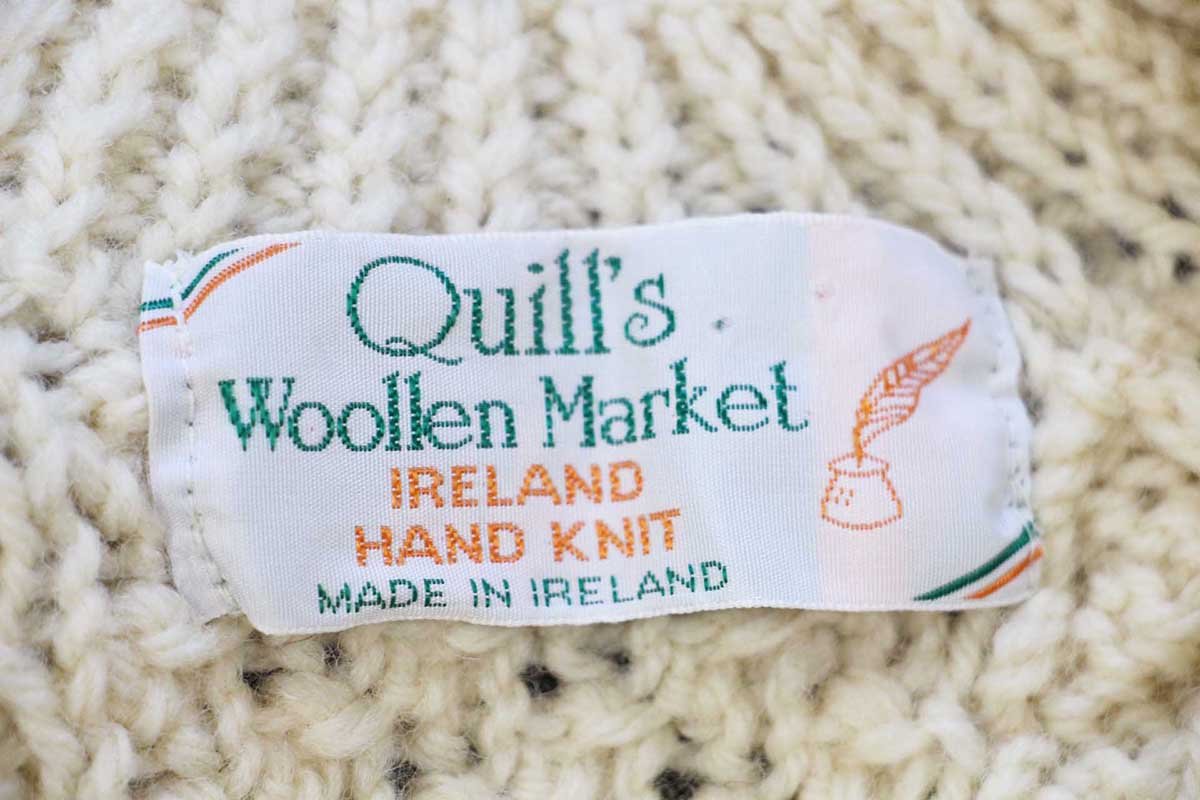 Quill's
Woollen Market
IRELAND
HAND KNIT
MADE IN IRELAND